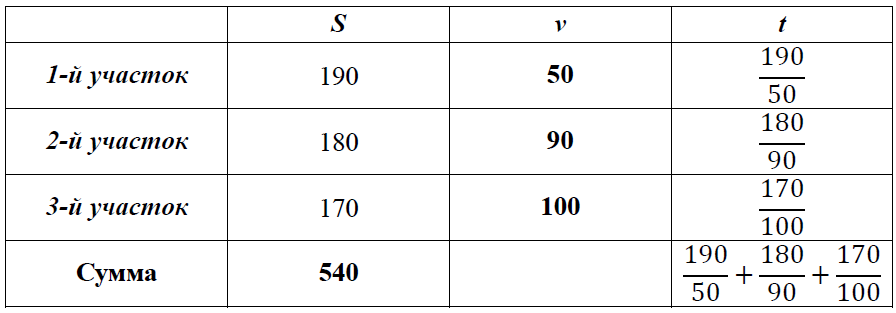 S v t
1-й участок 190 50 190/50
2-й участок 180 90 180/90
3-й участок 170 100 170/100
Сумма 540 190/50 + 180/90 + 170/100